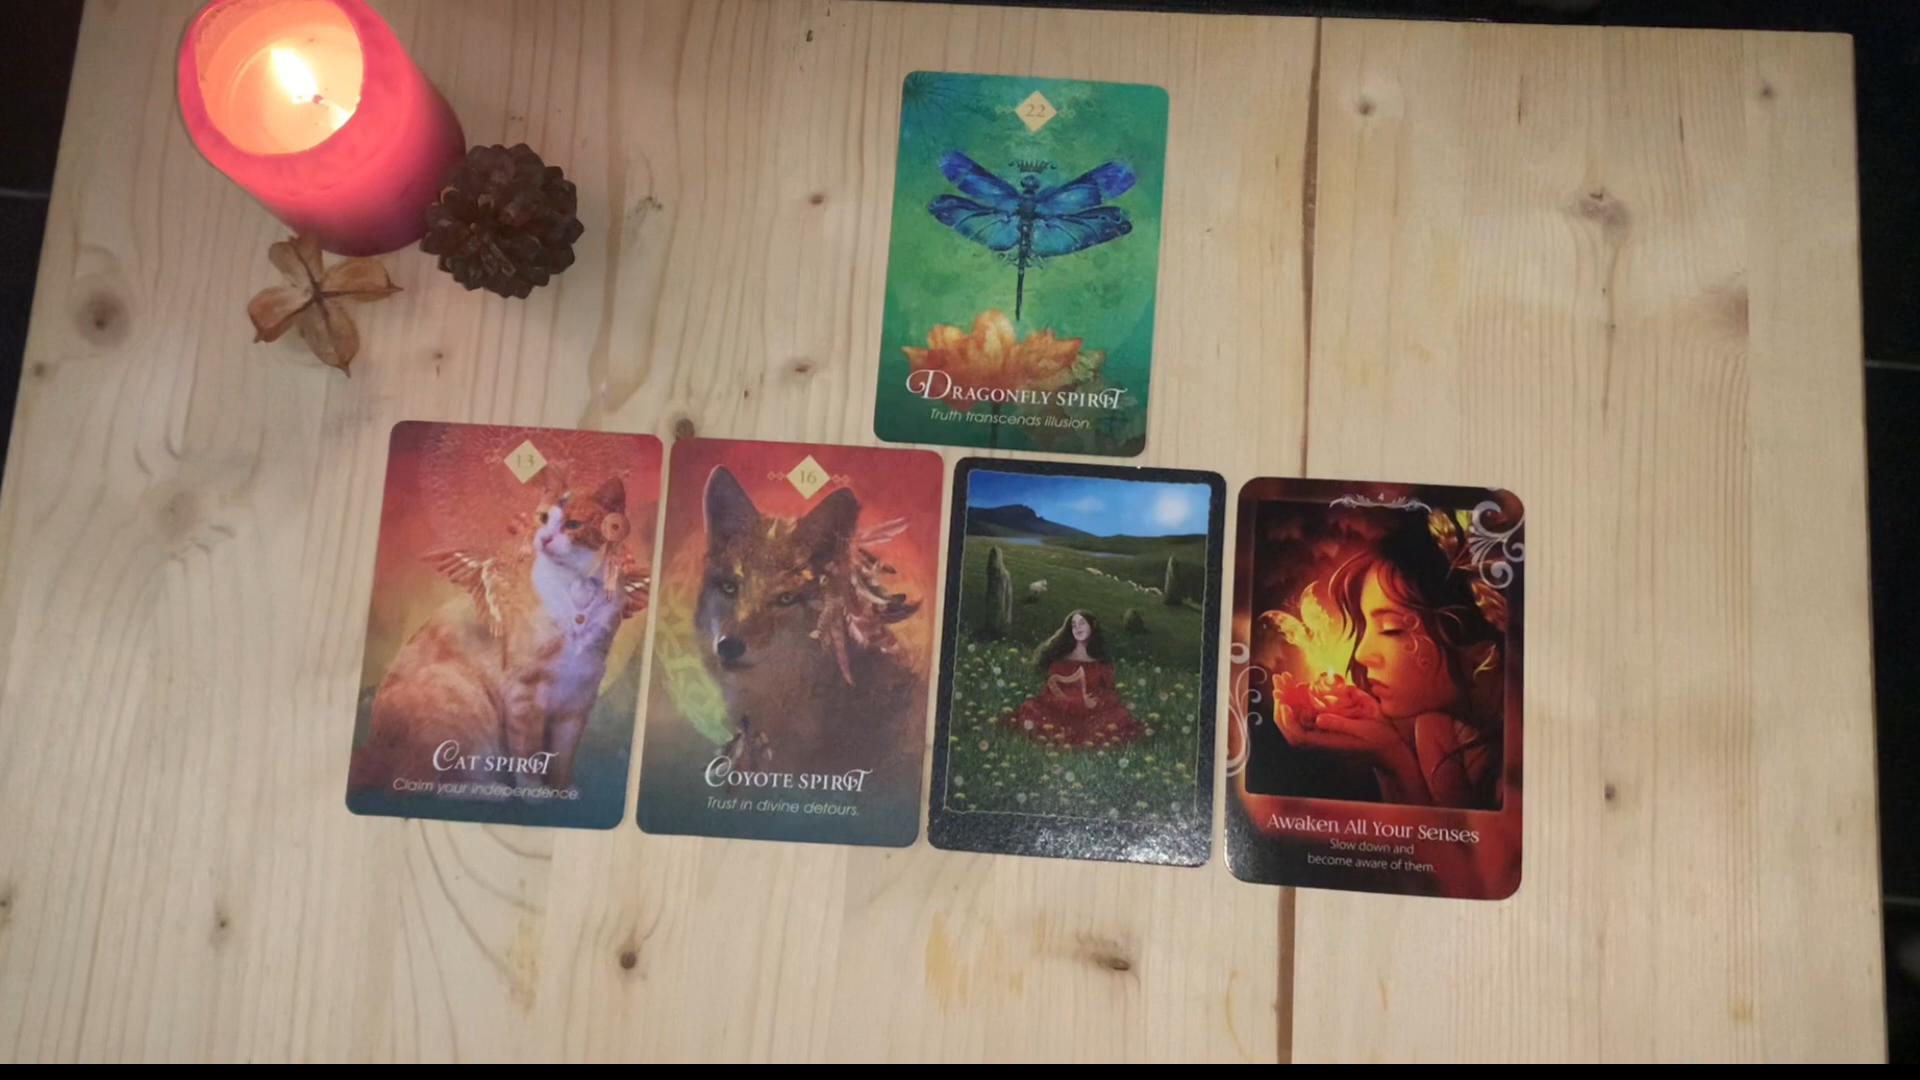 22
DRAGONFLY SPIRIT
Truth transcends illusion.
13
CAT SPIRIT
Claim your independence.
16
COYOTE SPIRIT
Trust in divine detours.
4
AWAKEN ALL YOUR SENSES
Slow down and
become aware of them.